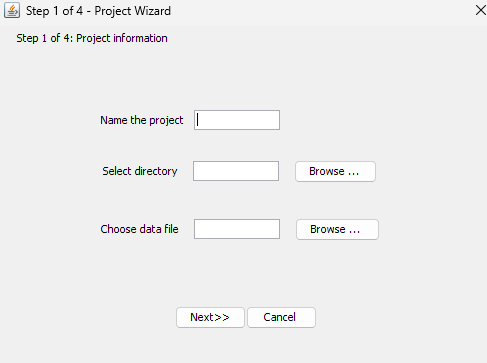 Step 1 of 4 - Project Wizard
Step 1 of 4: Project information
Name the project
Select directory Browse ...
Choose data file Browse ...
Next>> Cancel